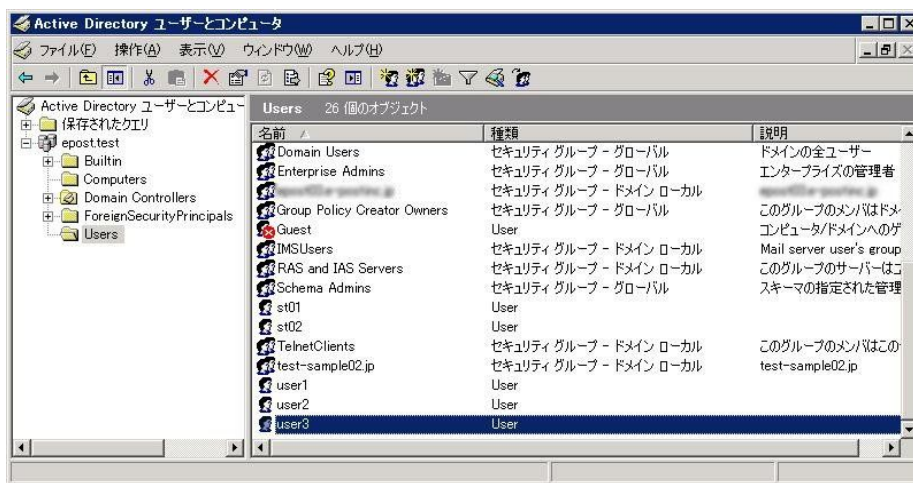 Active Directory ユーザーとコンピュータ
ファイル(F) 操作(A) 表示(V) ウィンドウ(W) ヘルプ(H)
Active Directory ユーザーとコンピュー
保存されたクエリ
epost.test
Builtin
Computers
Domain Controllers
ForeignSecurityPrincipals
Users
Users 26 個のオブジェクト
名前 種類 説明
Domain Users セキュリティ グループ - グローバル ドメインの全ユーザー
Enterprise Admins セキュリティ グループ - グローバル エンタープライズの管理者
セキュリティ グループ - ドメイン ローカル
Group Policy Creator Owners セキュリティ グループ - グローバル このグループのメンバはドメ
Guest User コンピュータ/ドメインへのゲ
IMSUsers セキュリティ グループ - ドメイン ローカル Mail server user's group
RAS and IAS Servers セキュリティ グループ - ドメイン ローカル このグループのサーバーはユ
Schema Admins セキュリティ グループ - グローバル スキーマの指定された管理
st01 User
st02 User
TelnetClients セキュリティ グループ - ドメイン ローカル このグループのメンバはこの
test-sample02.jp セキュリティ グループ - ドメイン ローカル test-sample02.jp
user1 User
user2 User
user3 User